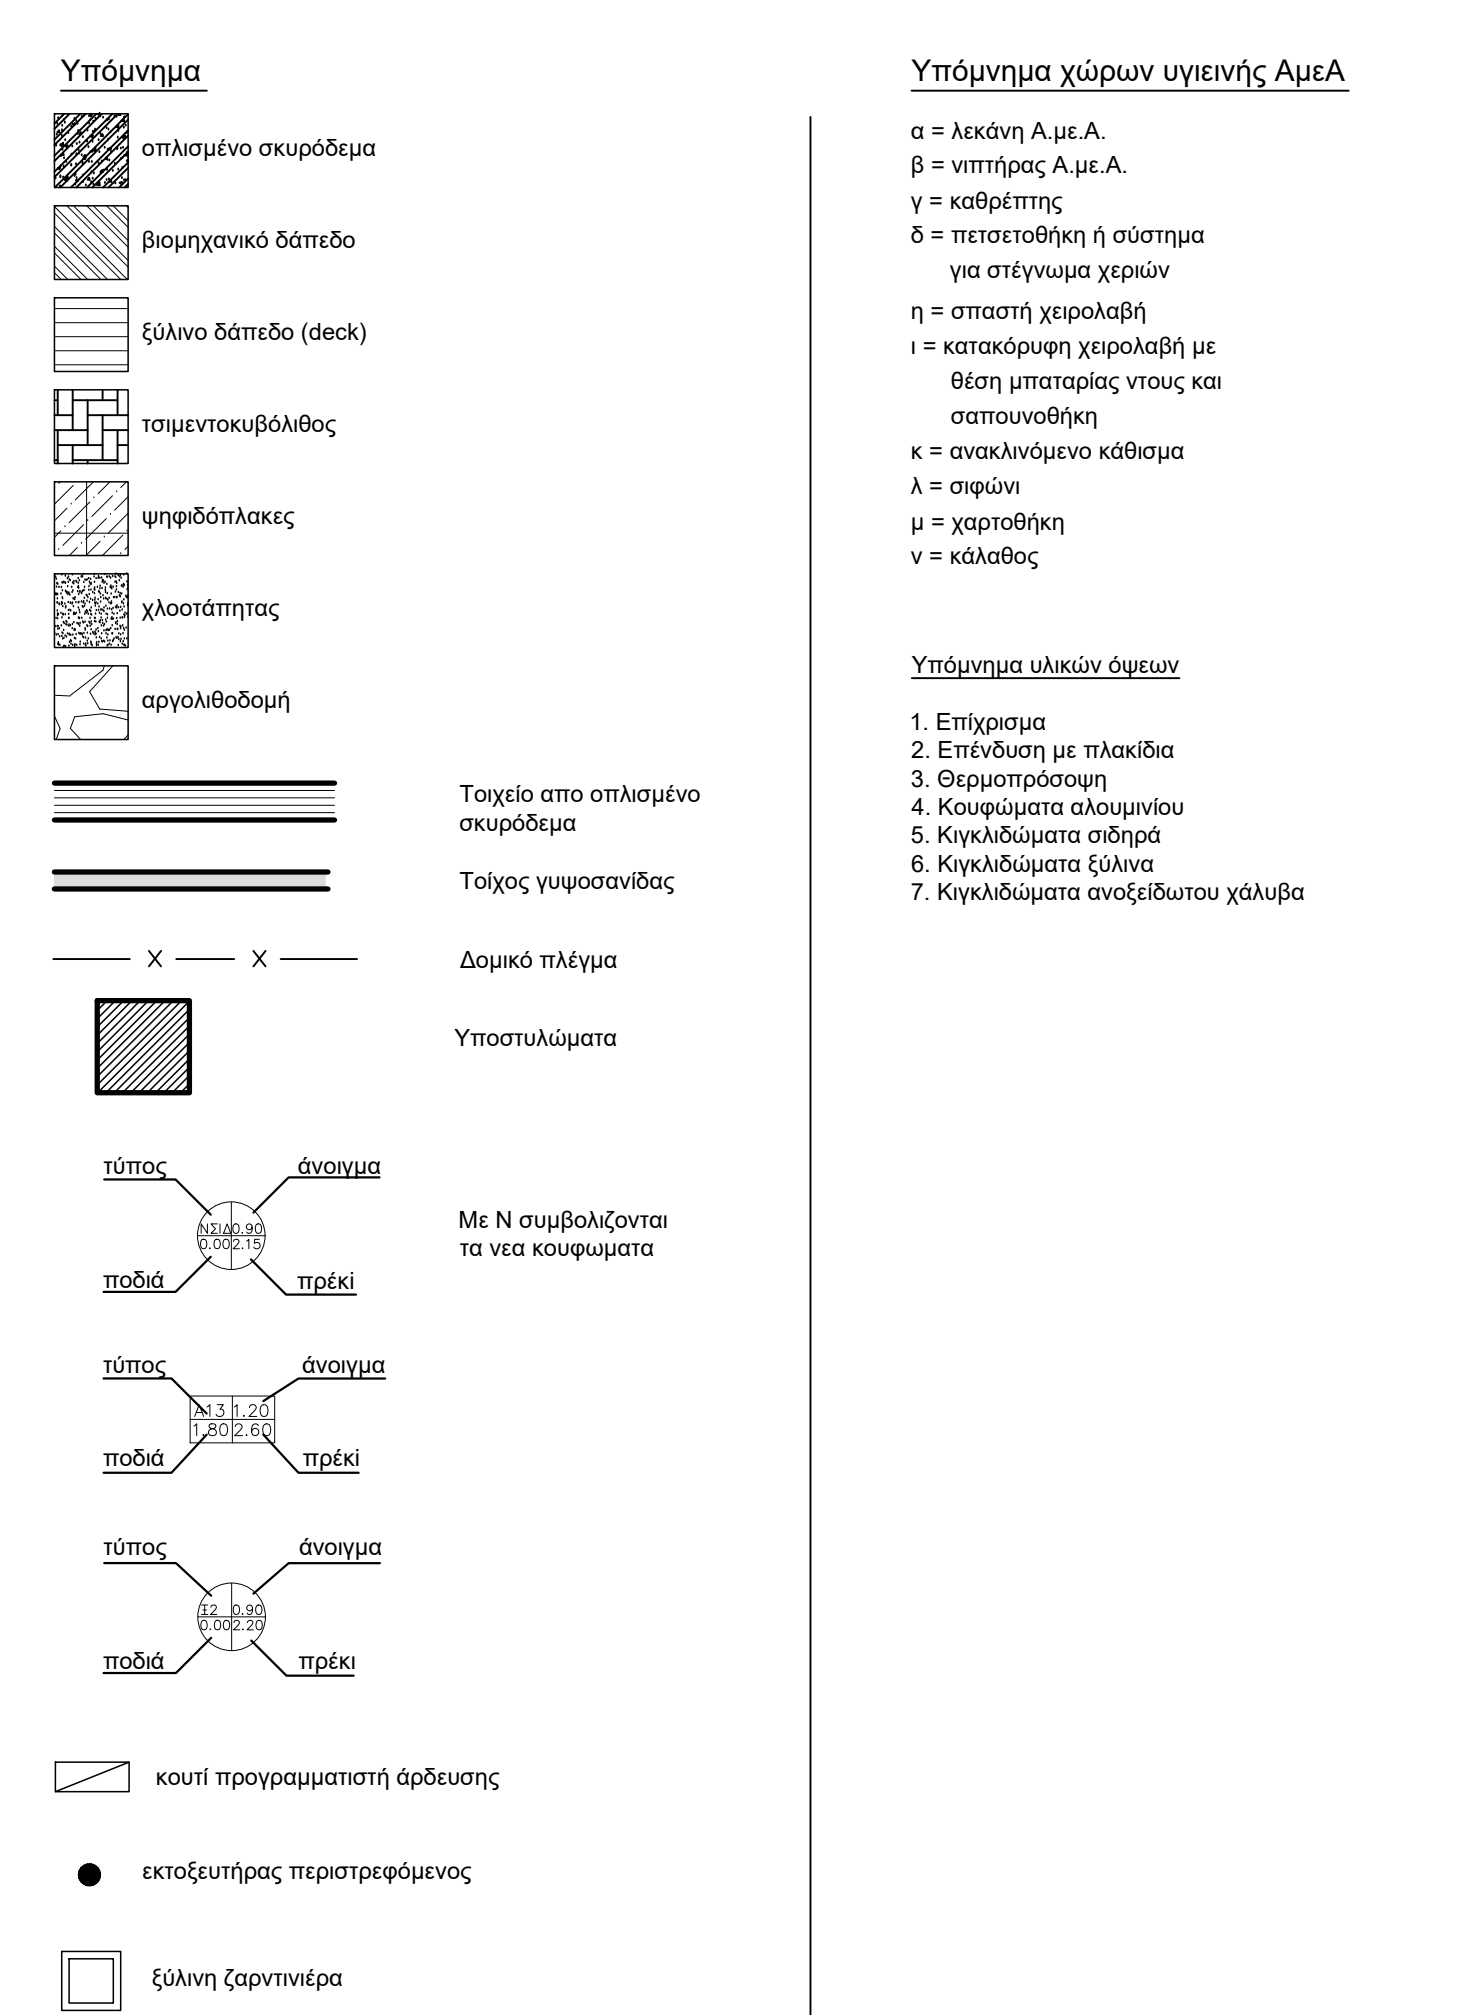 Υπόμνημα
οπλισμένο σκυρόδεμα
βιομηχανικό δάπεδο
ξύλινο δάπεδο (deck)
τσιμεντοκυβόλιθος
ψηφιδόπλακες
χλοοτάπητας
αργολιθοδομή
Τοιχείο απο οπλισμένο
σκυρόδεμα
Τοίχος γυψοσανίδας
X X
Δομικό πλέγμα
Υποστυλώματα
τύπος άνοιγμα
ΝΣΙΔ 0.90
0.00 2.15
ποδιά πρέκi
Με Ν συμβολιζονται
τα νεα κουφωματα
τύπος άνοιγμα
Α13 1.20
1.80 2.60
ποδιά πρέκi
τύπος άνοιγμα
Ξ2 0.90
0.00 2.20
ποδιά πρέκι
κουτί προγραμματιστή άρδευσης
εκτοξευτήρας περιστρεφόμενος
ξύλινη ζαρντινιέρα
Υπόμνημα χώρων υγιεινής ΑμεΑ
α = λεκάνη Α.με.Α.
β = νιπτήρας Α.με.Α.
γ = καθρέπτης
δ = πετσετοθήκη ή σύστημα
για στέγνωμα χεριών
η = σπαστή χειρολαβή
ι = κατακόρυφη χειρολαβή με
θέση μπαταρίας ντους και
σαπουνοθήκη
κ = ανακλινόμενο κάθισμα
λ = σιφώνι
μ = χαρτοθήκη
ν = κάλαθος
Υπόμνημα υλικών όψεων
1. Επίχρισμα
2. Επένδυση με πλακίδια
3. Θερμοπρόσοψη
4. Κουφώματα αλουμινίου
5. Κιγκλιδώματα σιδηρά
6. Κιγκλιδώματα ξύλινα
7. Κιγκλιδώματα ανοξείδωτου χάλυβα